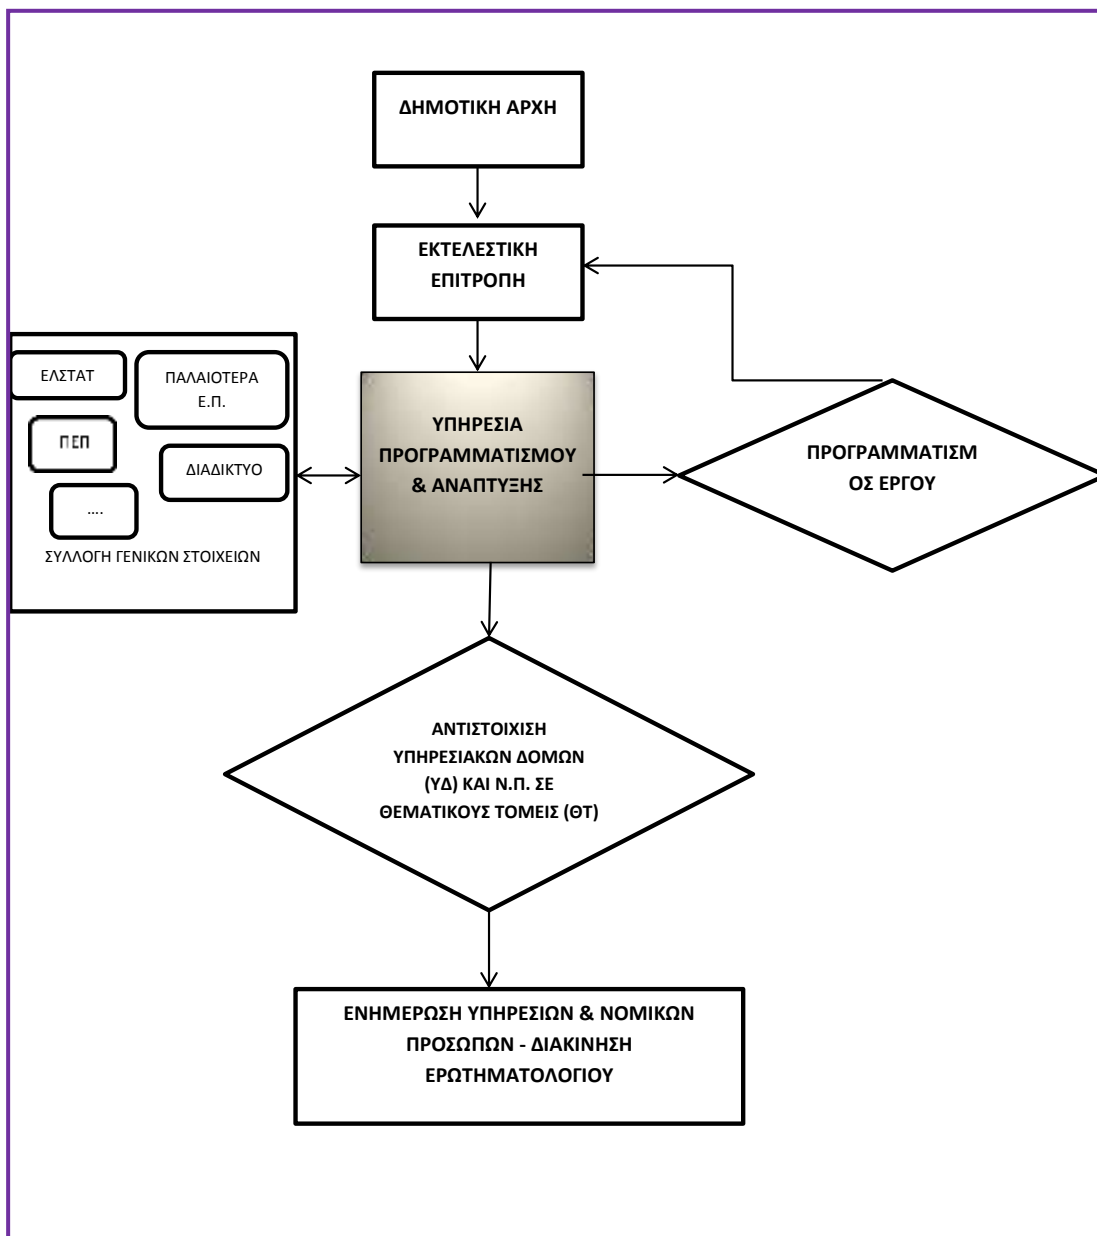 ΔΗΜΟΤΙΚΗ ΑΡΧΗ
ΕΚΤΕΛΕΣΤΙΚΗ
ΕΠΙΤΡΟΠΗ
ΕΛΣΤΑΤ
ΠΑΛΑΙΟΤΕΡΑ
Ε.Π.
ΠΕΠ
ΔΙΑΔΙΚΤΥΟ
....
ΣΥΛΛΟΓΗ ΓΕΝΙΚΩΝ ΣΤΟΙΧΕΙΩΝ
ΥΠΗΡΕΣΙΑ
ΠΡΟΓΡΑΜΜΑΤΙΣΜΟΥ
& ΑΝΑΠΤΥΞΗΣ
ΠΡΟΓΡΑΜΜΑΤΙΣΜ
ΟΣ ΕΡΓΟΥ
ΑΝΤΙΣΤΟΙΧΙΣΗ
ΥΠΗΡΕΣΙΑΚΩΝ ΔΟΜΩΝ
(ΥΔ) ΚΑΙ Ν.Π. ΣΕ
ΘΕΜΑΤΙΚΟΥΣ ΤΟΜΕΙΣ (ΘΤ)
ΕΝΗΜΕΡΩΣΗ ΥΠΗΡΕΣΙΩΝ & ΝΟΜΙΚΩΝ
ΠΡΟΣΩΠΩΝ - ΔΙΑΚΙΝΗΣΗ
ΕΡΩΤΗΜΑΤΟΛΟΓΙΟΥ